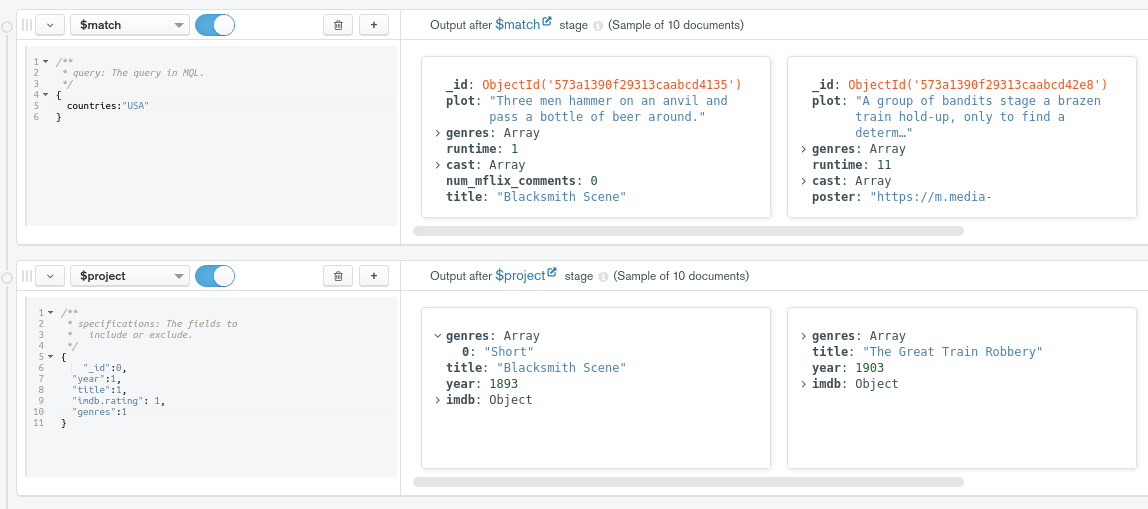 $match
+
Output after $match stage (Sample of 10 documents)
1 /**
2 * query: The query in MQL.
3 */
4 {
5 countries:"USA"
6 }
_id: ObjectId('573a1390f29313caabcd4135')
plot: "Three men hammer on an anvil and
pass a bottle of beer around."
genres: Array
runtime: 1
cast: Array
num_mflix_comments: 0
title: "Blacksmith Scene"
_id: ObjectId('573a1390f29313caabcd42e8')
plot: "A group of bandits stage a brazen
train hold-up, only to find a
determ…"
genres: Array
runtime: 11
cast: Array
poster: "https://m.media-
$project
+
Output after $project stage (Sample of 10 documents)
1 /**
2 * specifications: The fields to
3 * include or exclude.
4 */
5 {
6 "_id":0,
7 "year":1,
8 "title":1,
9 "imdb.rating": 1,
10 "genres":1
11 }
genres: Array
0: "Short"
title: "Blacksmith Scene"
year: 1893
imdb: Object
genres: Array
title: "The Great Train Robbery"
year: 1903
imdb: Object